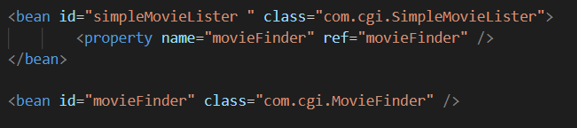 <bean id="simpleMovieLister " class="com.cgi.SimpleMovieLister">
<property name="movieFinder" ref="movieFinder" />
</bean>
<bean id="movieFinder" class="com.cgi.MovieFinder" />